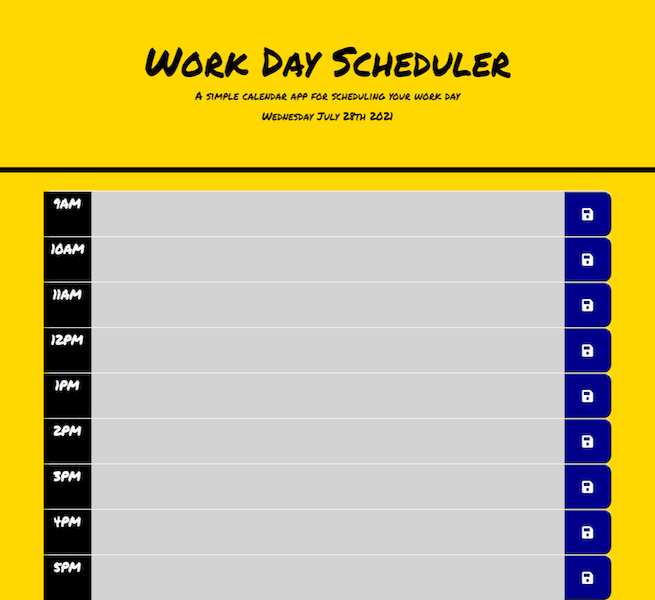 Work Day Scheduler
A simple calendar app for scheduling your work day
Wednesday July 28th 2021
9AM
10AM
11AM
12PM
1PM
2PM
3PM
4PM
5PM